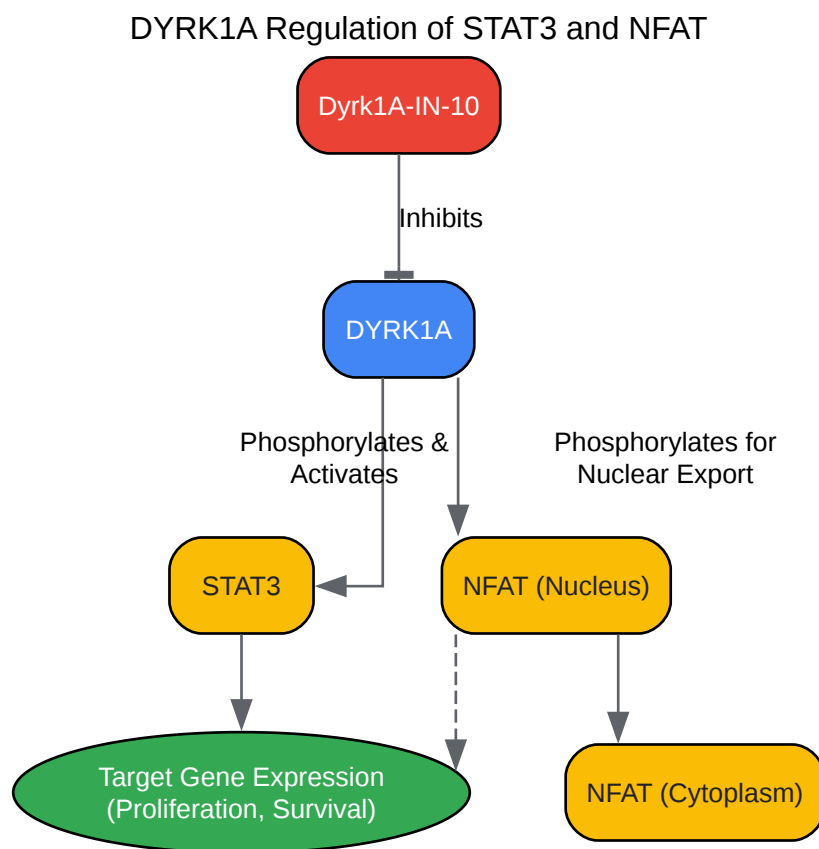 DYRK1A Regulation of STAT3 and NFAT
Dyrk1A-IN-10
Inhibits
DYRK1A
Phosphorylates &
Activates
Phosphorylates for
Nuclear Export
STAT3
NFAT (Nucleus)
Target Gene Expression
(Proliferation, Survival)
NFAT (Cytoplasm)